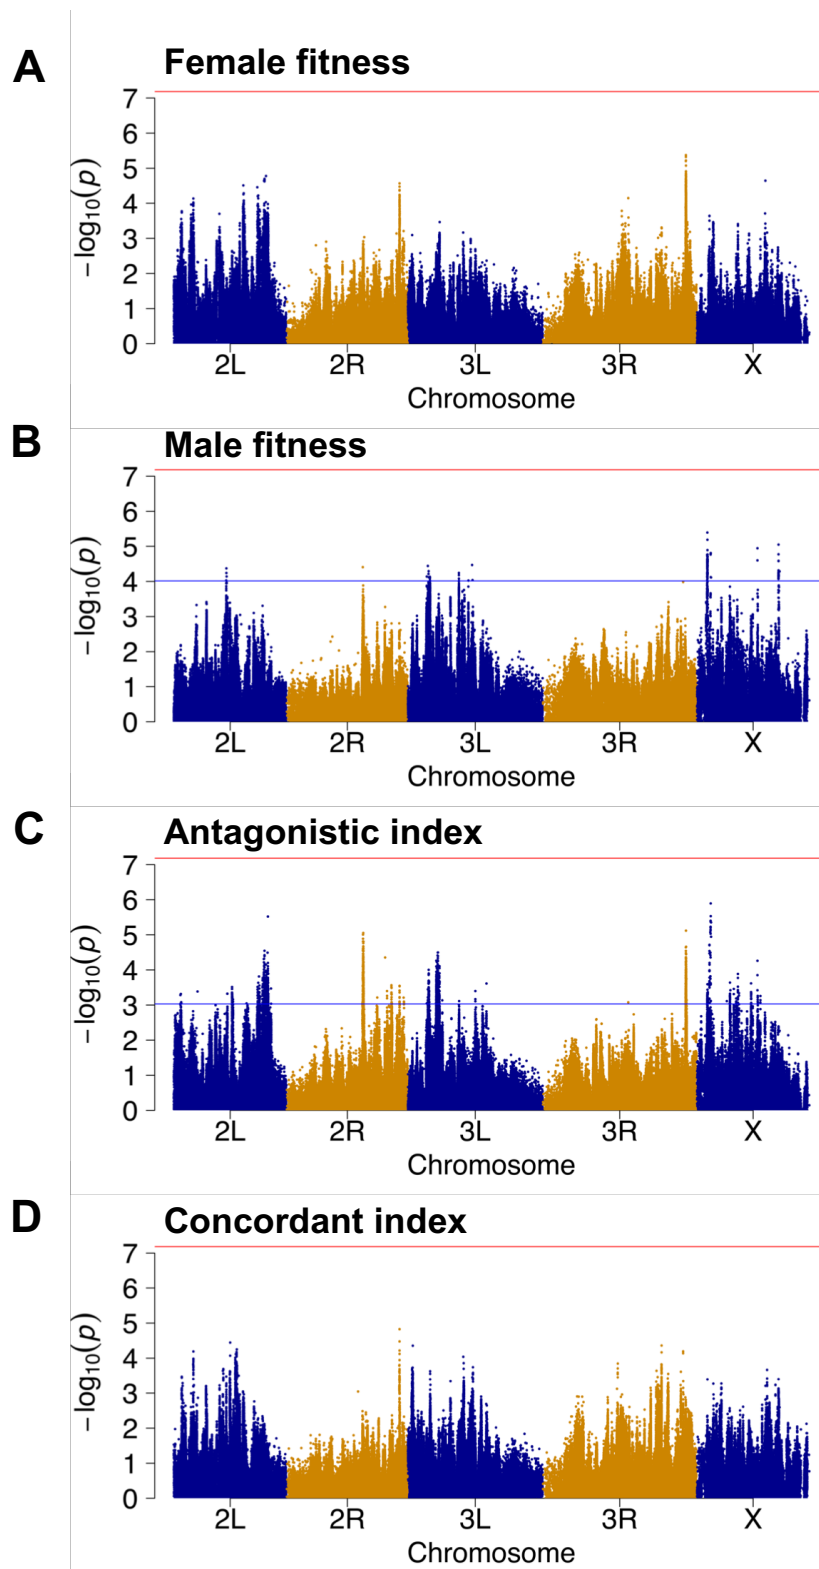 A
Female fitness
7
6
5
4
3
2
1
0
−log10(p)
2L 2R 3L 3R X
Chromosome
B
Male fitness
7
6
5
4
3
2
1
0
−log10(p)
2L 2R 3L 3R X
Chromosome
C
Antagonistic index
7
6
5
4
3
2
1
0
−log10(p)
2L 2R 3L 3R X
Chromosome
D
Concordant index
7
6
5
4
3
2
1
0
−log10(p)
2L 2R 3L 3R X
Chromosome